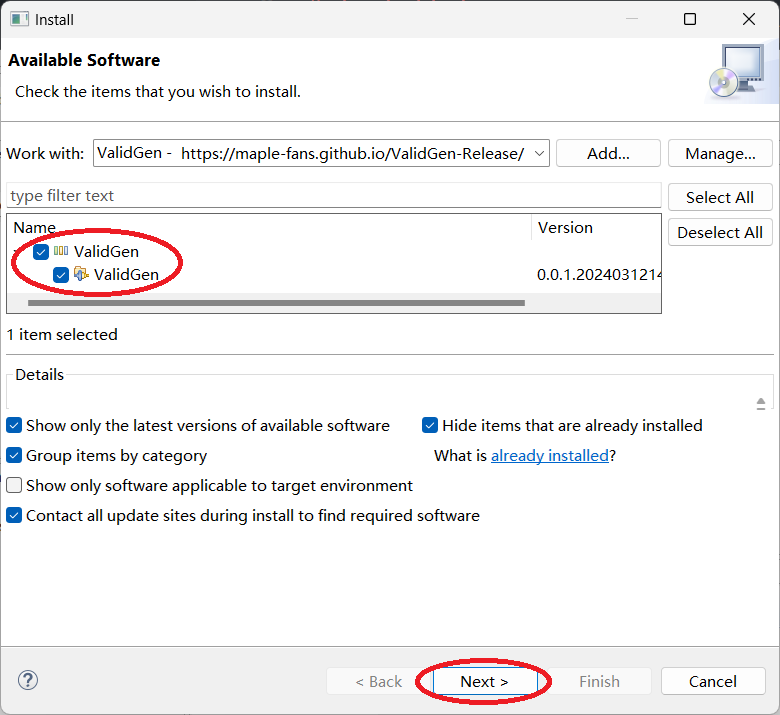 Install
Available Software
Check the items that you wish to install.
Work with: ValidGen - https://maple-fans.github.io/ValidGen-Release/ Add... Manage...
type filter text Select All
Name Version Deselect All
ValidGen
ValidGen 0.0.1.2024031214
1 item selected
Details
Show only the latest versions of available software Hide items that are already installed
Group items by category What is already installed?
Show only software applicable to target environment
Contact all update sites during install to find required software
? < Back Next > Finish Cancel